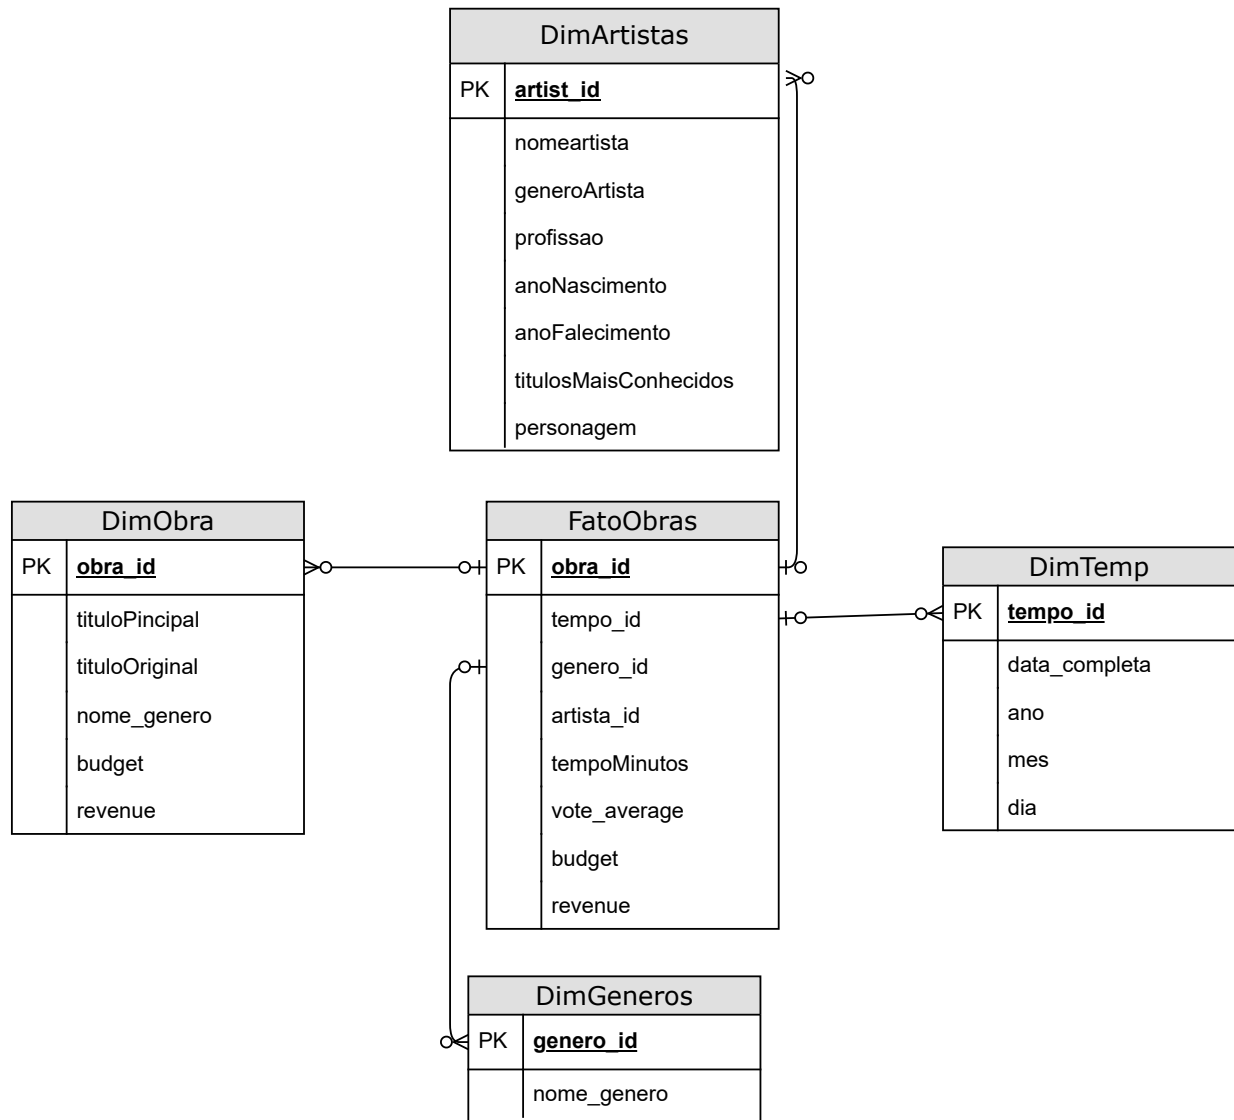 DimArtistas
PK artist_id
nomeartista
generoArtista
profissao
anoNascimento
anoFalecimento
titulosMaisConhecidos
personagem
DimObra
PK obra_id
tituloPincipal
tituloOriginal
nome_genero
budget
revenue
FatoObras
PK obra_id
tempo_id
genero_id
artista_id
tempoMinutos
vote_average
budget
revenue
DimTemp
PK tempo_id
data_completa
ano
mes
dia
DimGeneros
PK genero_id
nome_genero